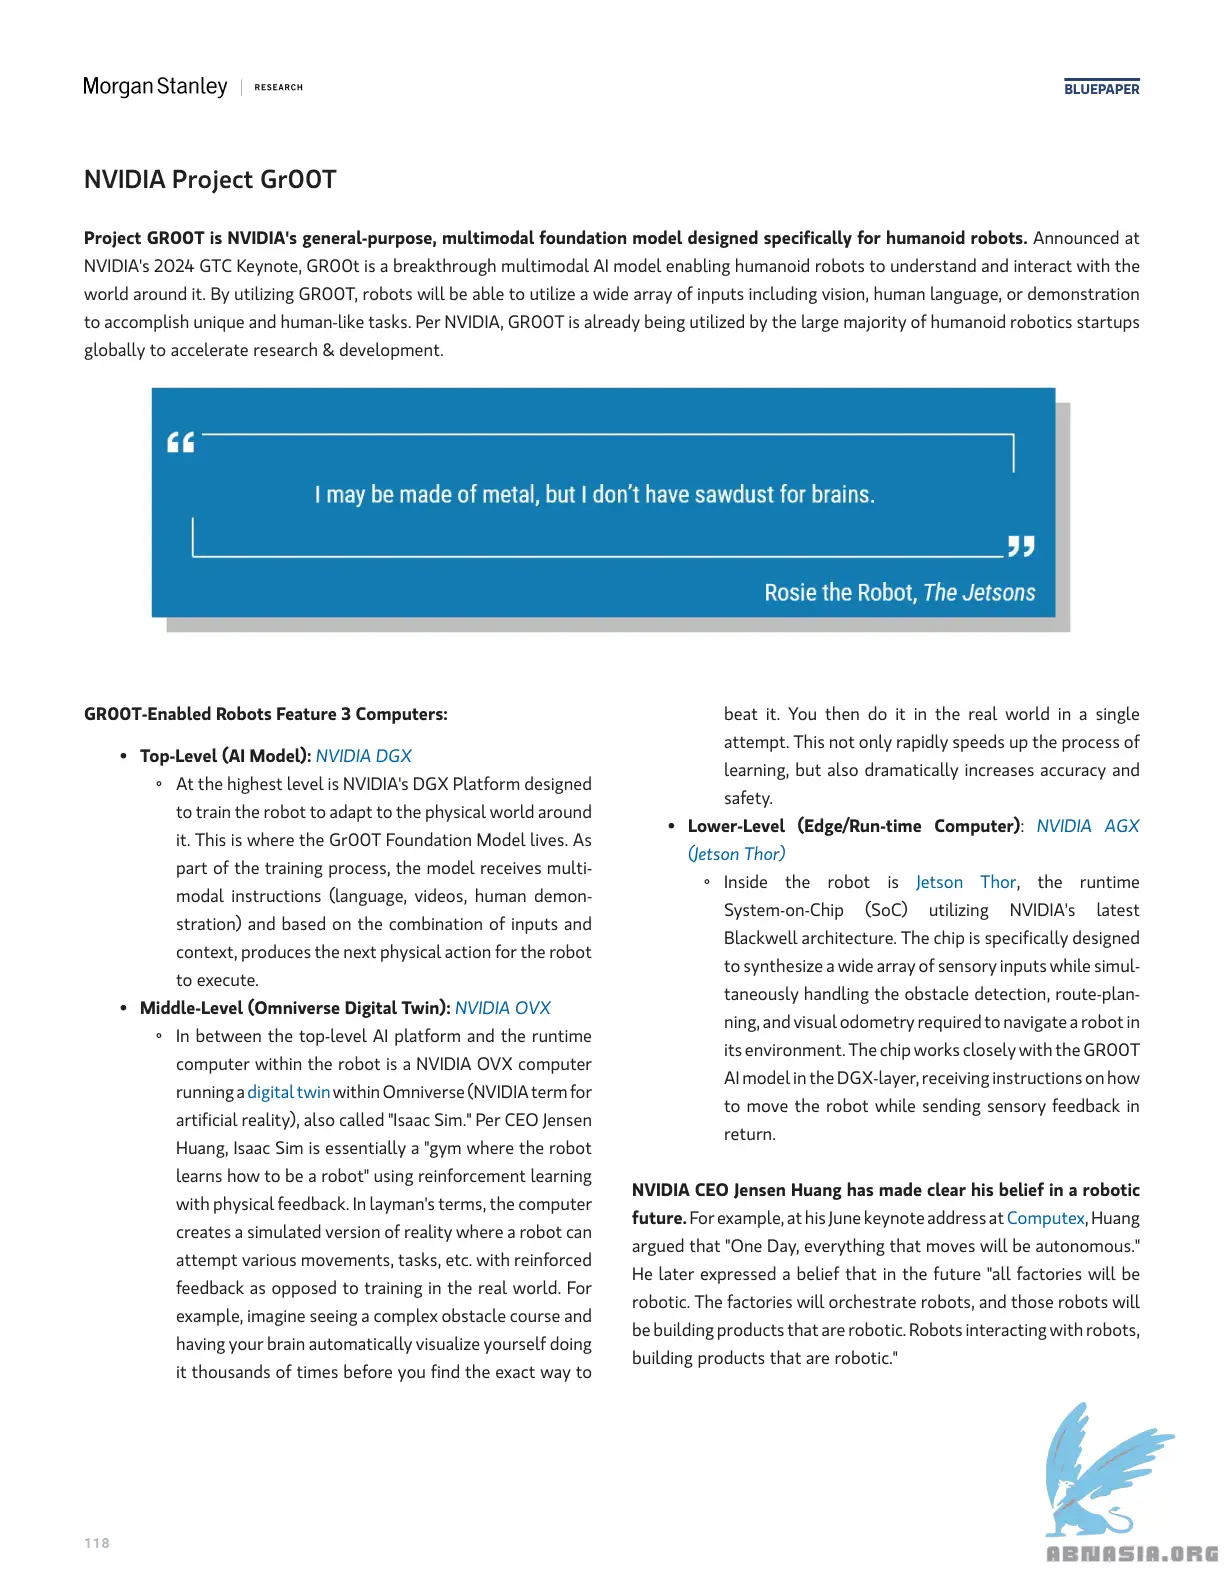 Morgan Stanley | RESEARCH
BLUEPAPER
NVIDIA Project Gr00T
Project GR00T is NVIDIA's general-purpose, multimodal foundation model designed specifically for humanoid robots. Announced at
NVIDIA's 2024 GTC Keynote, GR00t is a breakthrough multimodal AI model enabling humanoid robots to understand and interact with the
world around it. By utilizing GR00T, robots will be able to utilize a wide array of inputs including vision, human language, or demonstration
to accomplish unique and human-like tasks. Per NVIDIA, GR00T is already being utilized by the large majority of humanoid robotics startups
globally to accelerate research & development.
“
I may be made of metal, but I don’t have sawdust for brains.
”
Rosie the Robot, The Jetsons
GR00T-Enabled Robots Feature 3 Computers:
• Top-Level (AI Model): NVIDIA DGX
° At the highest level is NVIDIA's DGX Platform designed
to train the robot to adapt to the physical world around
it. This is where the Gr00T Foundation Model lives. As
part of the training process, the model receives multi-
modal instructions (language, videos, human demon-
stration) and based on the combination of inputs and
context, produces the next physical action for the robot
to execute.
• Middle-Level (Omniverse Digital Twin): NVIDIA OVX
° In between the top-level AI platform and the runtime
computer within the robot is a NVIDIA OVX computer
running a digital twin within Omniverse (NVIDIA term for
artificial reality), also called "Isaac Sim." Per CEO Jensen
Huang, Isaac Sim is essentially a "gym where the robot
learns how to be a robot" using reinforcement learning
with physical feedback. In layman's terms, the computer
creates a simulated version of reality where a robot can
attempt various movements, tasks, etc. with reinforced
feedback as opposed to training in the real world. For
example, imagine seeing a complex obstacle course and
having your brain automatically visualize yourself doing
it thousands of times before you find the exact way to
beat it. You then do it in the real world in a single
attempt. This not only rapidly speeds up the process of
learning, but also dramatically increases accuracy and
safety.
• Lower-Level (Edge/Run-time Computer): NVIDIA AGX
(Jetson Thor)
° Inside the robot is Jetson Thor, the runtime
System-on-Chip (SoC) utilizing NVIDIA's latest
Blackwell architecture. The chip is specifically designed
to synthesize a wide array of sensory inputs while simul-
taneously handling the obstacle detection, route-plan-
ning, and visual odometry required to navigate a robot in
its environment. The chip works closely with the GR00T
AI model in the DGX-layer, receiving instructions on how
to move the robot while sending sensory feedback in
return.
NVIDIA CEO Jensen Huang has made clear his belief in a robotic
future. For example, at his June keynote address at Computex, Huang
argued that "One Day, everything that moves will be autonomous."
He later expressed a belief that in the future "all factories will be
robotic. The factories will orchestrate robots, and those robots will
be building products that are robotic. Robots interacting with robots,
building products that are robotic."
118
ABNASIA.ORG